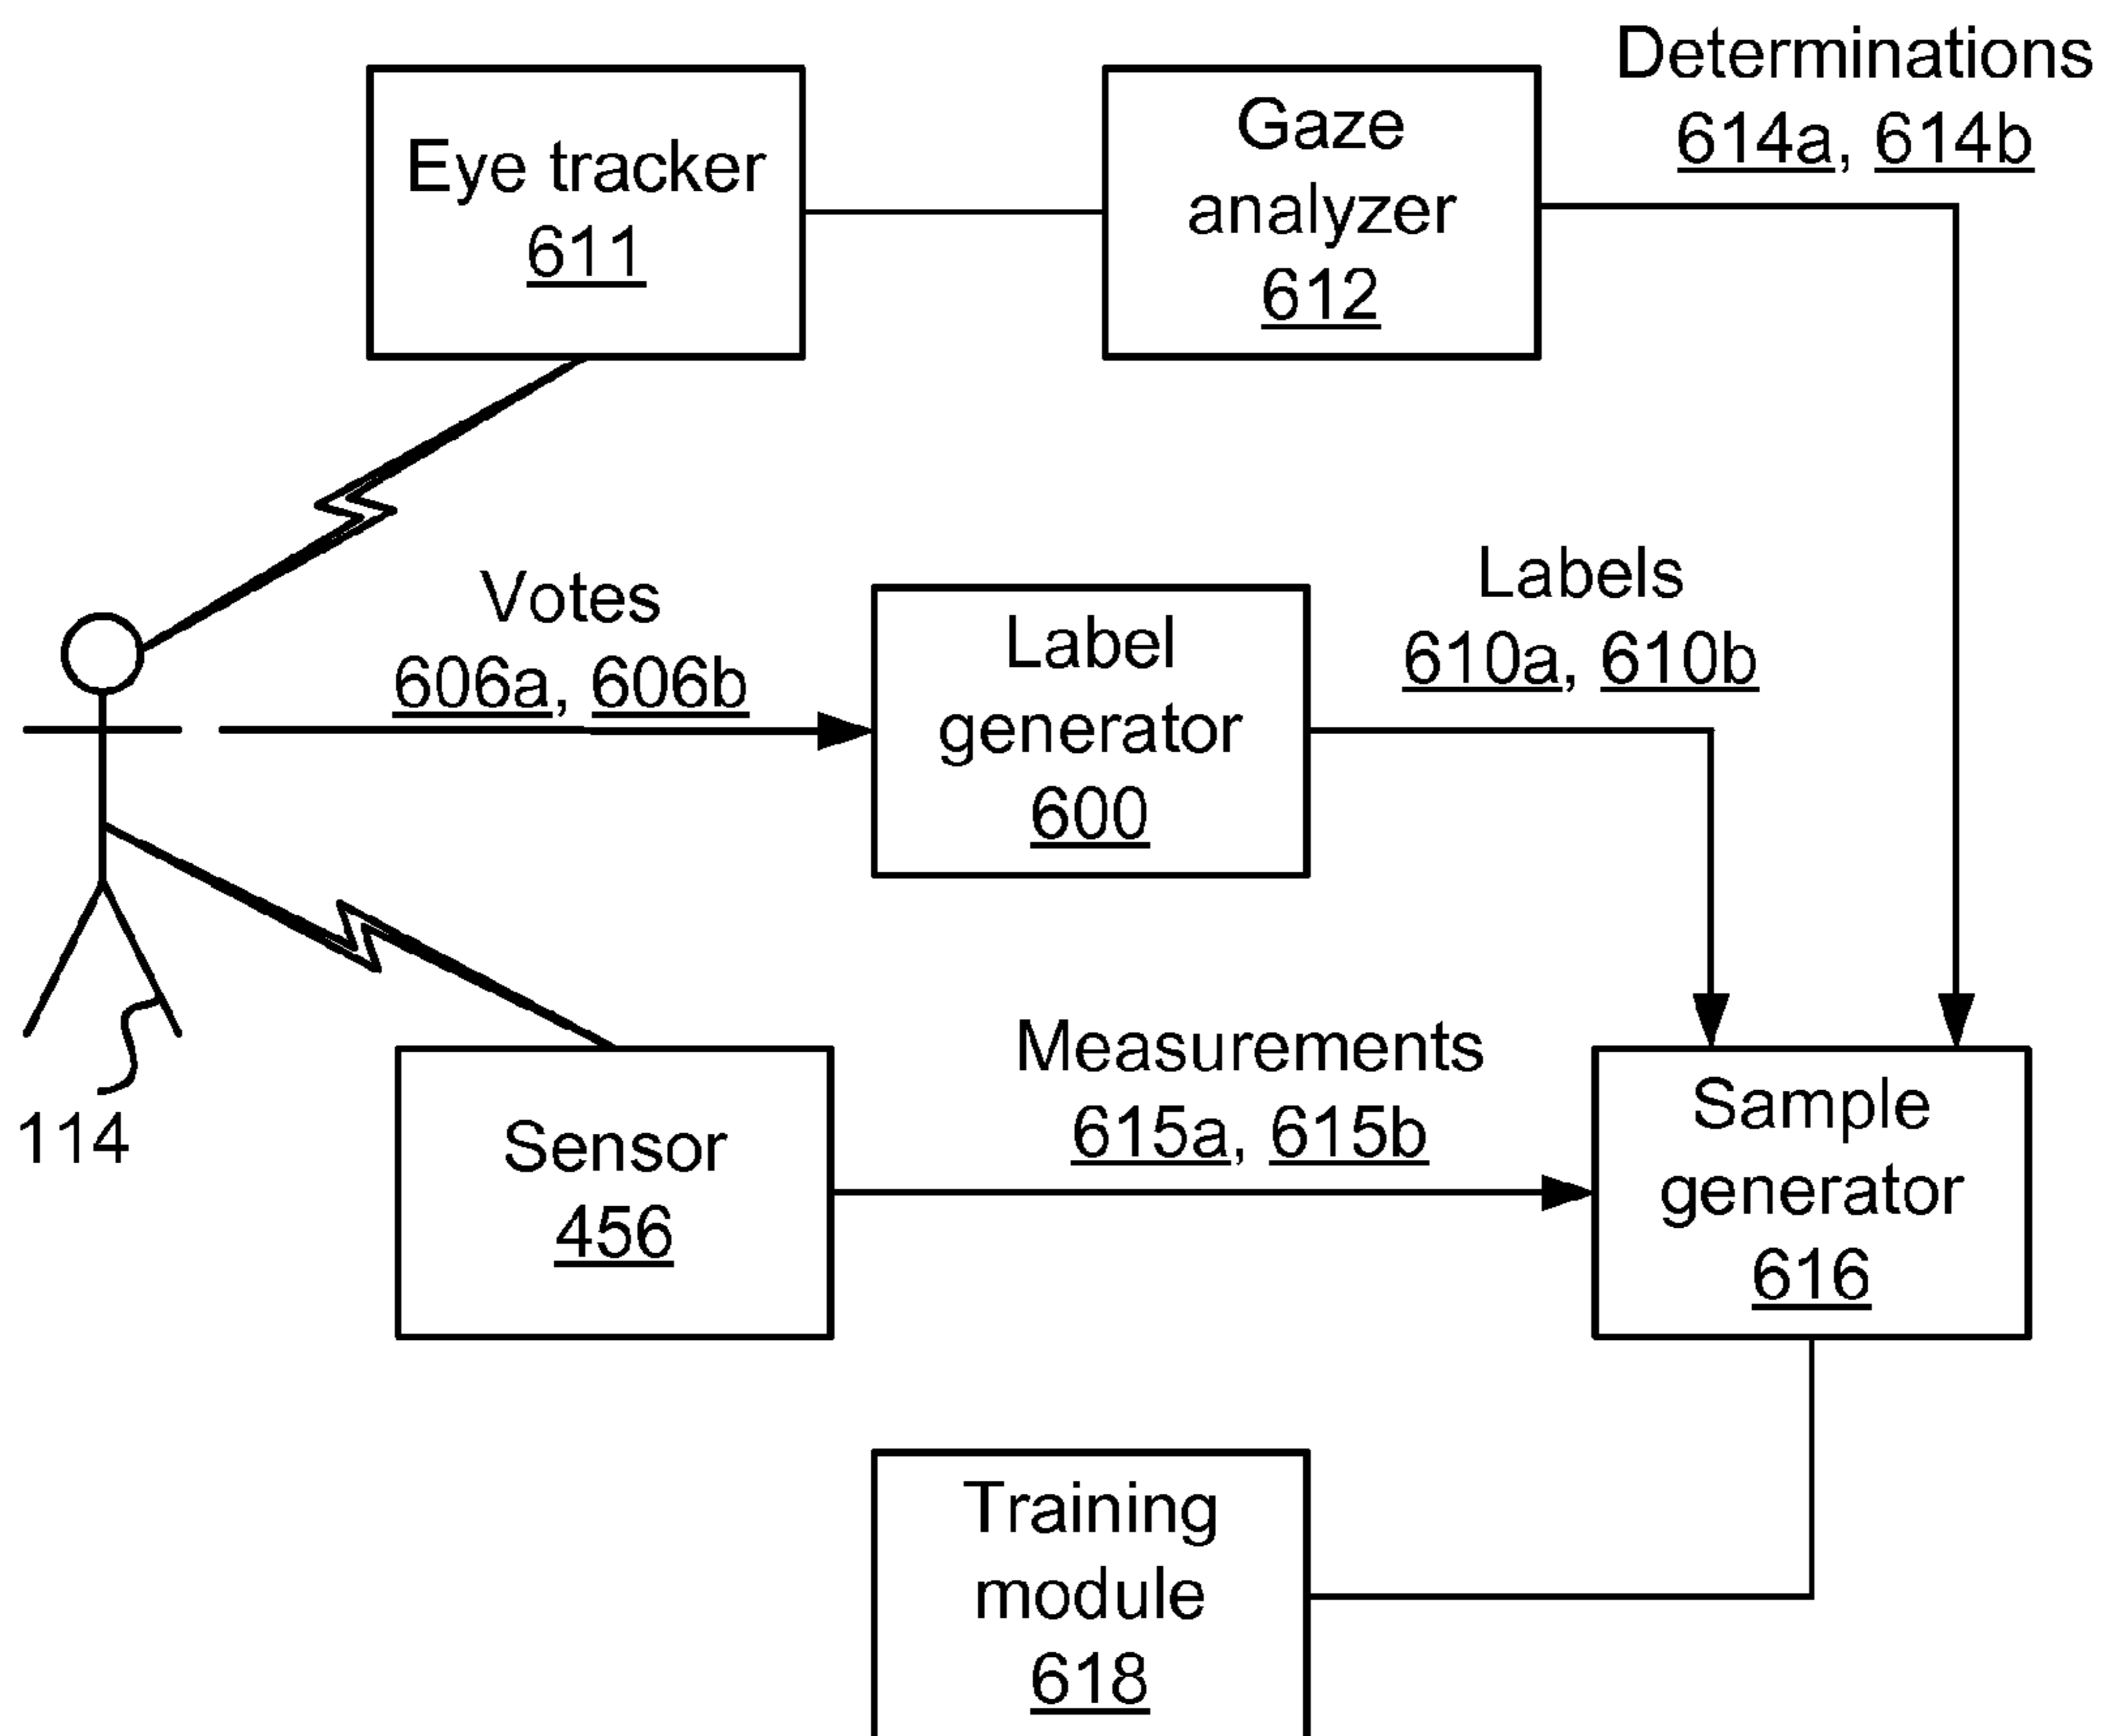 Eye tracker
611
Gaze
analyzer
612
Determinations
614a, 614b
Votes
606a, 606b
Label
generator
600
Labels
610a, 610b
114
Sensor
456
Measurements
615a, 615b
Sample
generator
616
Training
module
618